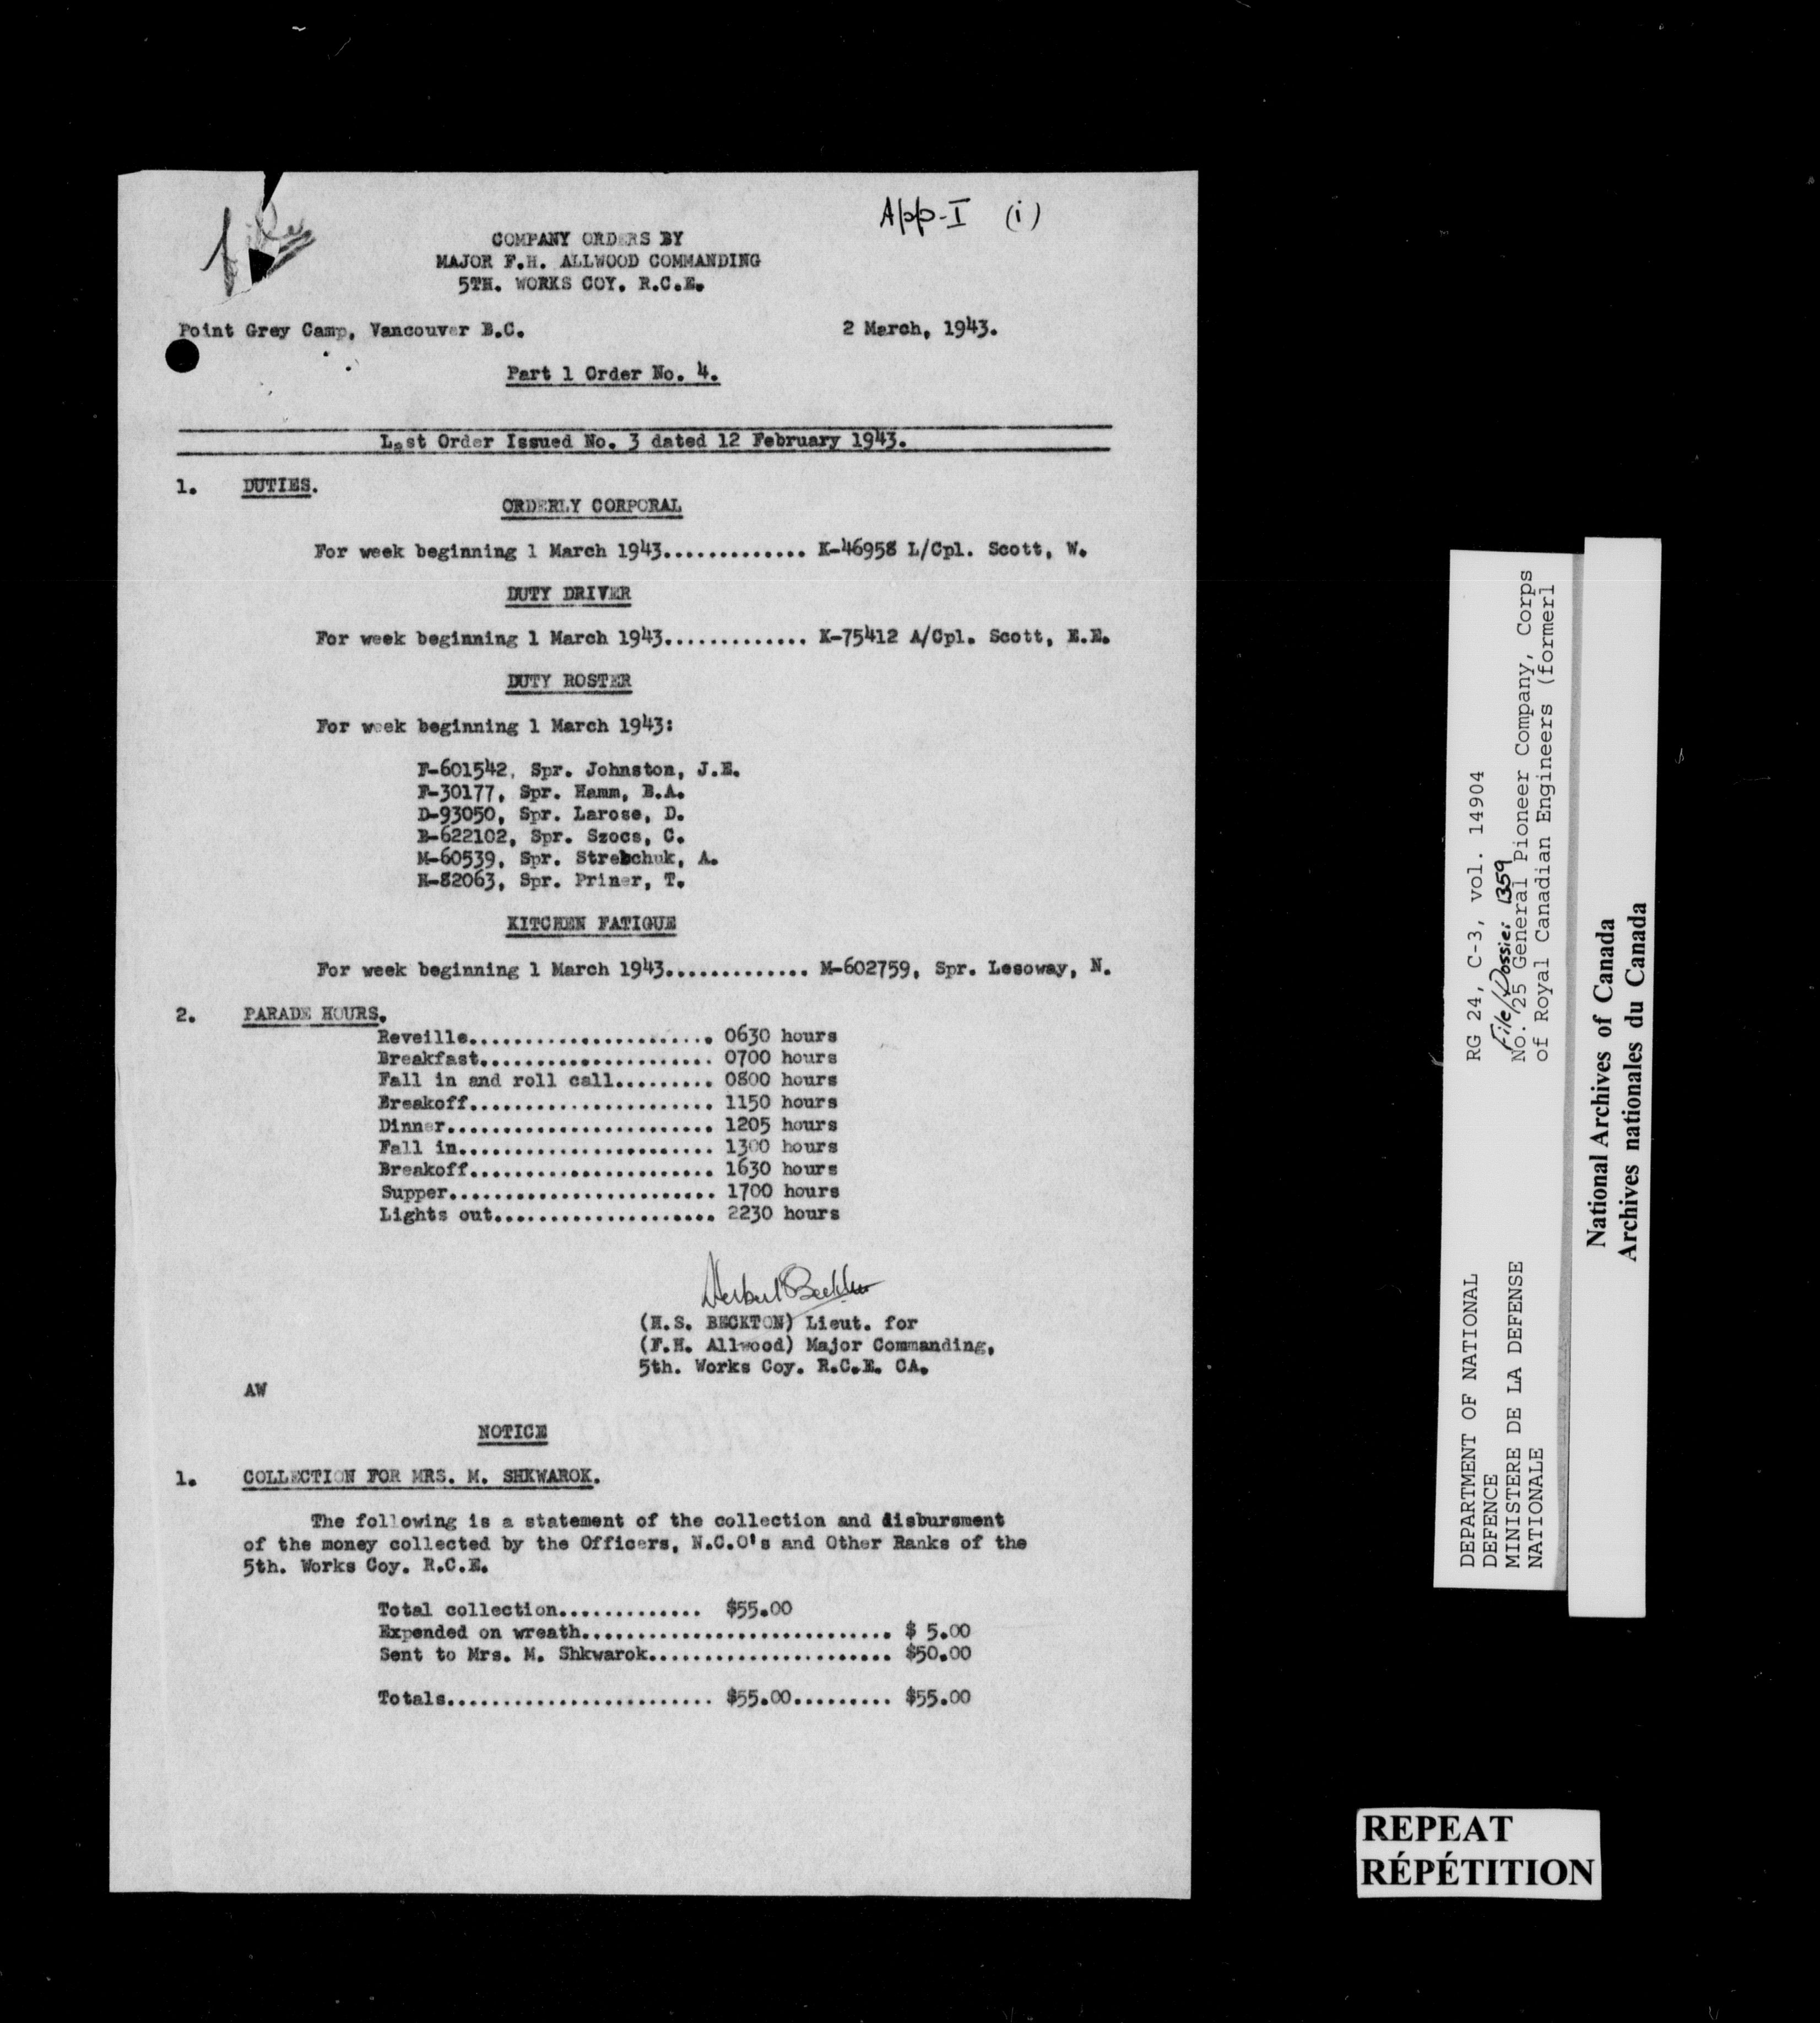 file
App-I (i)
COMPANY ORDERS BY
MAJOR F.H. ALLWOOD COMMANDING
5TH. WORKS COY. R.C.E.
Point Grey Camp, Vancouver B.C. 2 March, 1943.
Part 1 Order No. 4.
Last Order Issued No. 3 dated 12 February 1943.
1. DUTIES.
ORDERLY CORPORAL
For week beginning 1 March 1943............. K-46958 L/Cpl. Scott, W.
DUTY DRIVER
For week beginning 1 March 1943............. K-75412 A/Cpl. Scott, E.E.
DUTY ROSTER
For week beginning 1 March 1943:
F-601542, Spr. Johnston, J.E.
F-30177, Spr. Hamm, B.A.
D-93050, Spr. Larose, D.
B-622102, Spr. Szocs, C.
M-60539, Spr. Strebchuk, A.
H-82063, Spr. Priner, T.
KITCHEN FATIGUE
For week beginning 1 March 1943............. M-602759, Spr. Lesoway, N.
2. PARADE HOURS.
Reveille...................... 0630 hours
Breakfast..................... 0700 hours
Fall in and roll call......... 0800 hours
Breakoff...................... 1150 hours
Dinner........................ 1205 hours
Fall in....................... 1300 hours
Breakoff...................... 1630 hours
Supper........................ 1700 hours
Lights out.................... 2230 hours
(H.S. BECKTON) Lieut. for
(F.H. Allwood) Major Commanding,
5th. Works Coy. R.C.E. CA.
AW
NOTICE
1. COLLECTION FOR MRS. M. SHKWAROK.
The following is a statement of the collection and disbursment
of the money collected by the Officers, N.C.O's and Other Ranks of the
5th. Works Coy. R.C.E.
Total collection............. $55.00
Expended on wreath............................ $ 5.00
Sent to Mrs. M. Shkwarok...................... $50.00
Totals........................ $55.00......... $55.00
DEPARTMENT OF NATIONAL
DEFENCE
MINISTERE DE LA DEFENSE
NATIONALE
RG 24, C-3, vol. 14904
File/Dossier 1359
No. 25 General Pioneer Company, Corps
of Royal Canadian Engineers (formerl
National Archives of Canada
Archives nationales du Canada
REPEAT
RÉPÉTITION